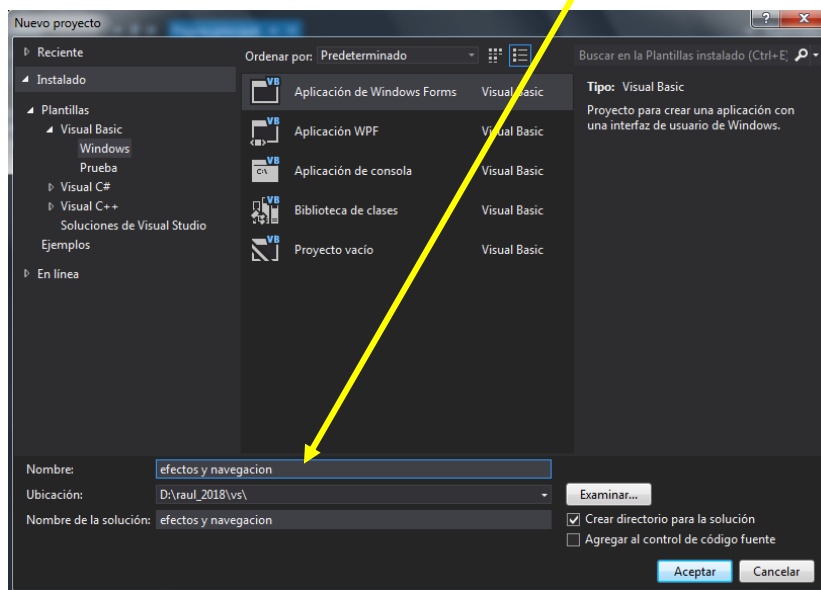 Nuevo proyecto
Reciente
Ordenar por: Predeterminado
Buscar en la Plantillas instalado (Ctrl+E)
Instalado
Plantillas
Visual Basic
Windows
Prueba
Visual C#
Visual C++
Soluciones de Visual Studio
Ejemplos
En línea
Aplicación de Windows Forms Visual Basic
Aplicación WPF Visual Basic
Aplicación de consola Visual Basic
Biblioteca de clases Visual Basic
Proyecto vacío Visual Basic
Tipo: Visual Basic
Proyecto para crear una aplicación con
una interfaz de usuario de Windows.
Nombre: efectos y navegacion
Ubicación: D:\raul_2018\vs\
Examinar...
Nombre de la solución: efectos y navegacion
Crear directorio para la solución
Agregar al control de código fuente
Aceptar Cancelar